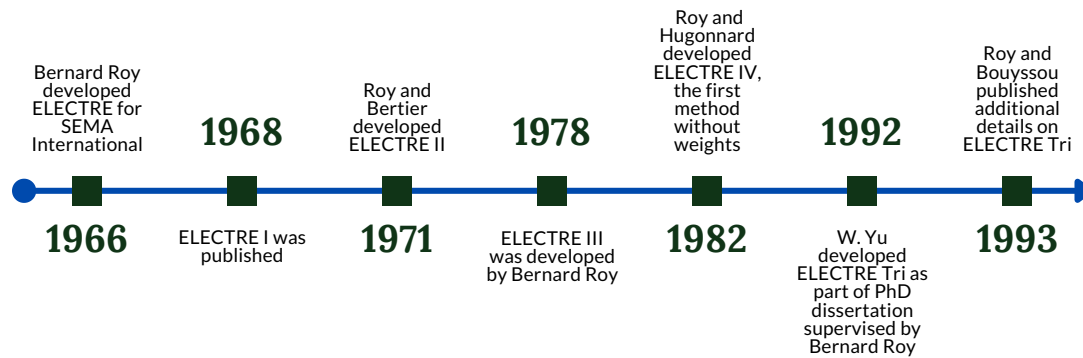 Bernard Roy
developed
ELECTRE for
SEMA
International
1966
1968
ELECTRE I was
published
Roy and
Bertier
developed
ELECTRE II
1971
1978
ELECTRE III
was developed
by Bernard Roy
Roy and
Hugonnard
developed
ELECTRE IV,
the first
method
without
weights
1982
1992
W. Yu
developed
ELECTRE Tri as
part of PhD
dissertation
supervised by
Bernard Roy
Roy and
Bouyssou
published
additional
details on
ELECTRE Tri
1993